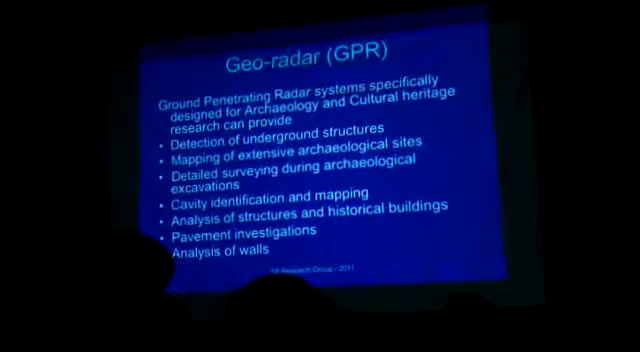 Geo-radar (GPR)
Ground Penetrating Radar systems specifically
designed for Archaeology and Cultural heritage
research can provide
• Detection of underground structures
• Mapping of extensive archaeological sites
• Detailed surveying during archaeological
excavations
• Cavity identification and mapping
• Analysis of structures and historical buildings
• Pavement investigations
Analysis of walls
Research Group - 2011